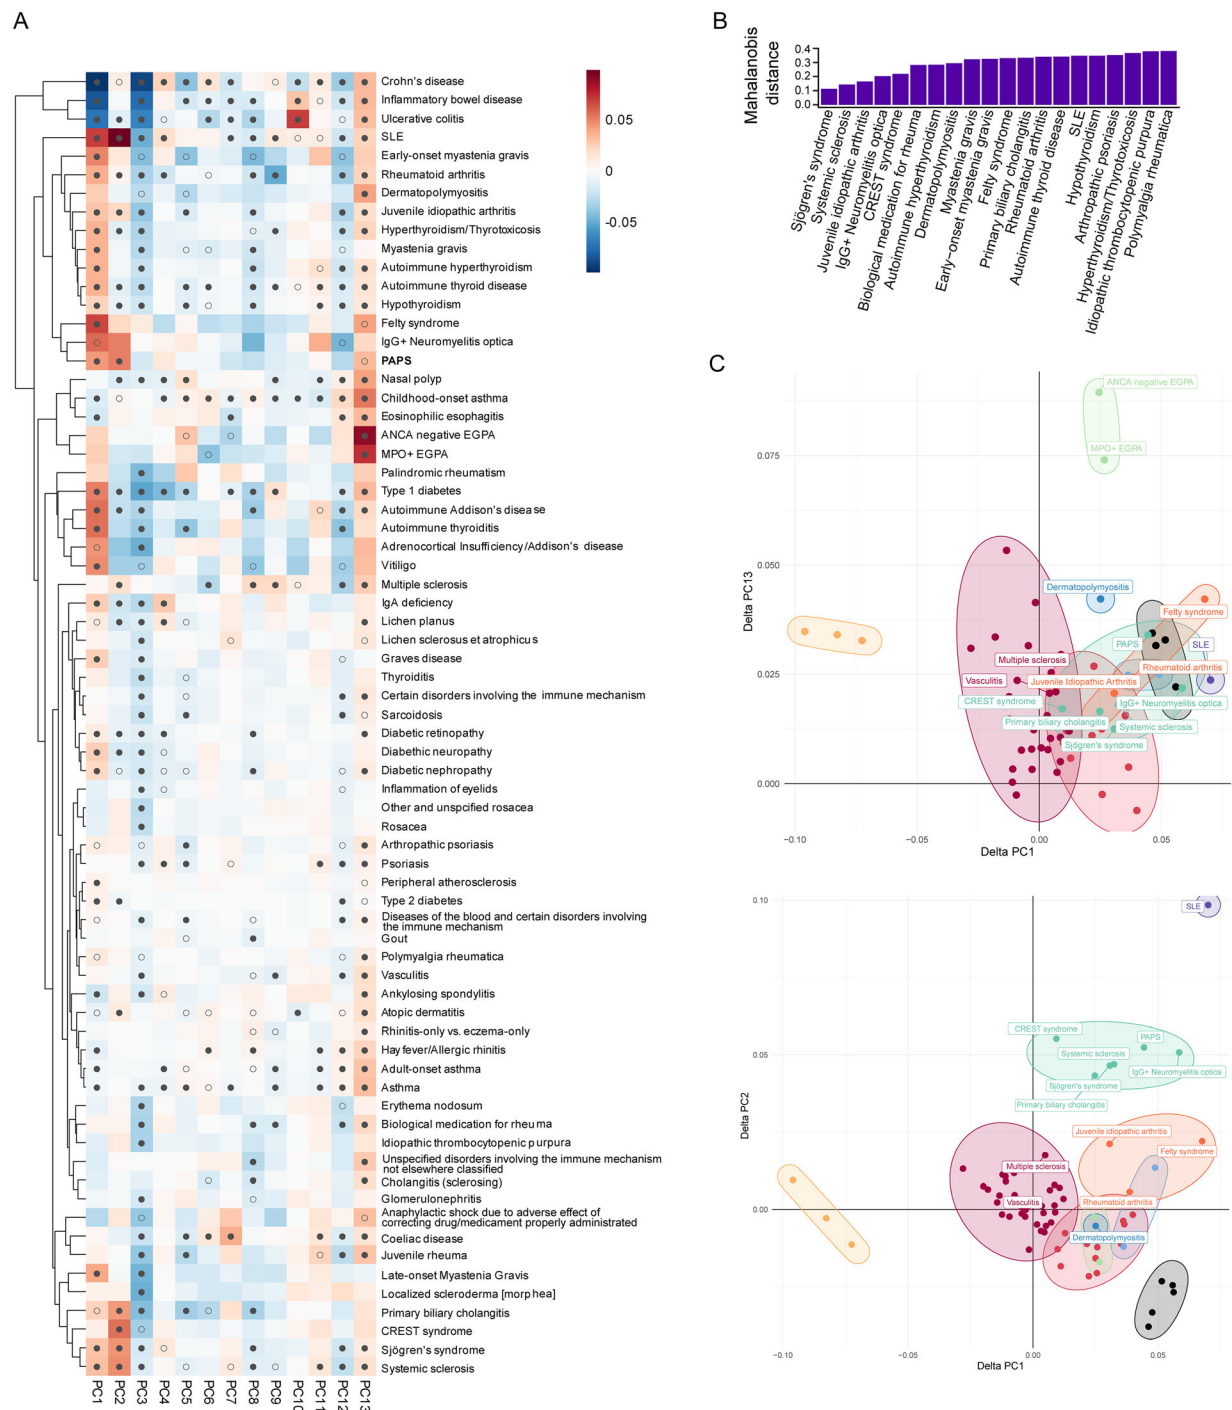 A
Crohn's disease
Inflammatory bowel disease
Ulcerative colitis
SLE
Early-onset myastenia gravis
Rheumatoid arthritis
Dermatopolymyositis
Juvenile idiopathic arthritis
Hyperthyroidism/Thyrotoxicosis
Myastenia gravis
Autoimmune hyperthyroidism
Autoimmune thyroid disease
Hypothyroidism
Felty syndrome
IgG+ Neuromyelitis optica
PAPS
Nasal polyp
Childhood-onset asthma
Eosinophilic esophagitis
ANCA negative EGPA
MPO+ EGPA
Palindromic rheumatism
Type 1 diabetes
Autoimmune Addison's disease
Autoimmune thyroiditis
Adrenocortical Insufficiency/Addison's disease
Vitiligo
Multiple sclerosis
IgA deficiency
Lichen planus
Lichen sclerosus et atrophicus
Graves disease
Thyroiditis
Certain disorders involving the immune mechanism
Sarcoidosis
Diabetic retinopathy
Diabethic neuropathy
Diabetic nephropathy
Inflammation of eyelids
Other and unspcified rosacea
Rosacea
Arthropathic psoriasis
Psoriasis
Peripheral atherosclerosis
Type 2 diabetes
Diseases of the blood and certain disorders involving
the immune mechanism
Gout
Polymyalgia rheumatica
Vasculitis
Ankylosing spondylitis
Atopic dermatitis
Rhinitis-only vs. eczema-only
Hayfever/Allergic rhinitis
Adult-onset asthma
Asthma
Erythema nodosum
Biological medication for rheuma
Idiopathic thrombocytopenic purpura
Unspecified disorders involving the immune mechanism
not elsewhere classified
Cholangitis (sclerosing)
Glomerulonephritis
Anaphylactic shock due to adverse effect of
correcting drug/medicament properly administrated
Coeliac disease
Juvenile rheuma
Late-onset Myastenia Gravis
Localized scleroderma [morphea]
Primary biliary cholangitis
CREST syndrome
Sjögren's syndrome
Systemic sclerosis
PC1
PC2
PC3
PC4
PC5
PC6
PC7
PC8
PC9
PC10
PC11
PC12
PC13
0.05
0
-0.05
B
Mahalanobis
distance
0.4
0.3
0.2
0.1
0.0
Sjögren's syndrome
Systemic sclerosis
Juvenile idiopathic arthritis
IgG+ Neuromyelitis optica
CREST syndrome
Biological medication for rheuma
Autoimmune hyperthyroidism
Dermatopolymyositis
Myastenia gravis
Early-onset myastenia gravis
Felty syndrome
Primary biliary cholangitis
Rheumatoid arthritis
Autoimmune thyroid disease
SLE
Hypothyroidism
Arthropathic psoriasis
Hyperthyroidism/Thyrotoxicosis
Idiopathic thrombocytopenic purpura
Polymyalgia rheumatica
C
ANCA negative EGPA
MPO+ EGPA
Dermatopolymyositis
Felty syndrome
PAPS
SLE
Multiple sclerosis
Rheumatoid arthritis
Vasculitis
Juvenile Idiopathic Arthritis
CREST syndrome
IgG+ Neuromyelitis optica
Primary biliary cholangitis
Systemic sclerosis
Sjögren's syndrome
0.075
0.050
0.025
0.000
Delta PC13
−0.10
−0.05
0.00
0.05
Delta PC1
SLE
CREST syndrome
PAPS
Systemic sclerosis
IgG+ Neuromyelitis optica
Sjögren's syndrome
Primary biliary cholangitis
Juvenile idiopathic arthritis
Felty syndrome
Multiple sclerosis
Vasculitis
Rheumatoid arthritis
Dermatopolymyositis
0.10
0.05
0.00
Delta PC2
−0.10
−0.05
0.00
0.05
Delta PC1